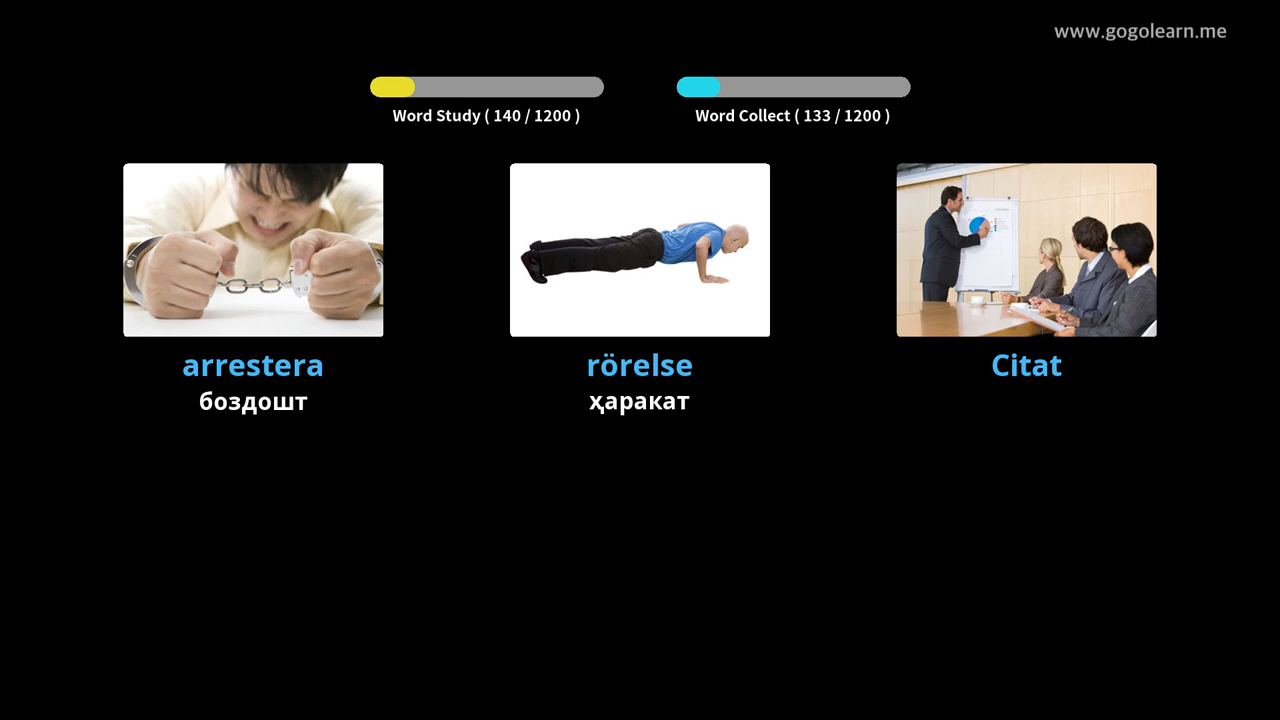 www.gogolearn.me
Word Study ( 140 / 1200 )
Word Collect ( 133 / 1200 )
arrestera
боздошт
rörelse
ҳаракат
Citat